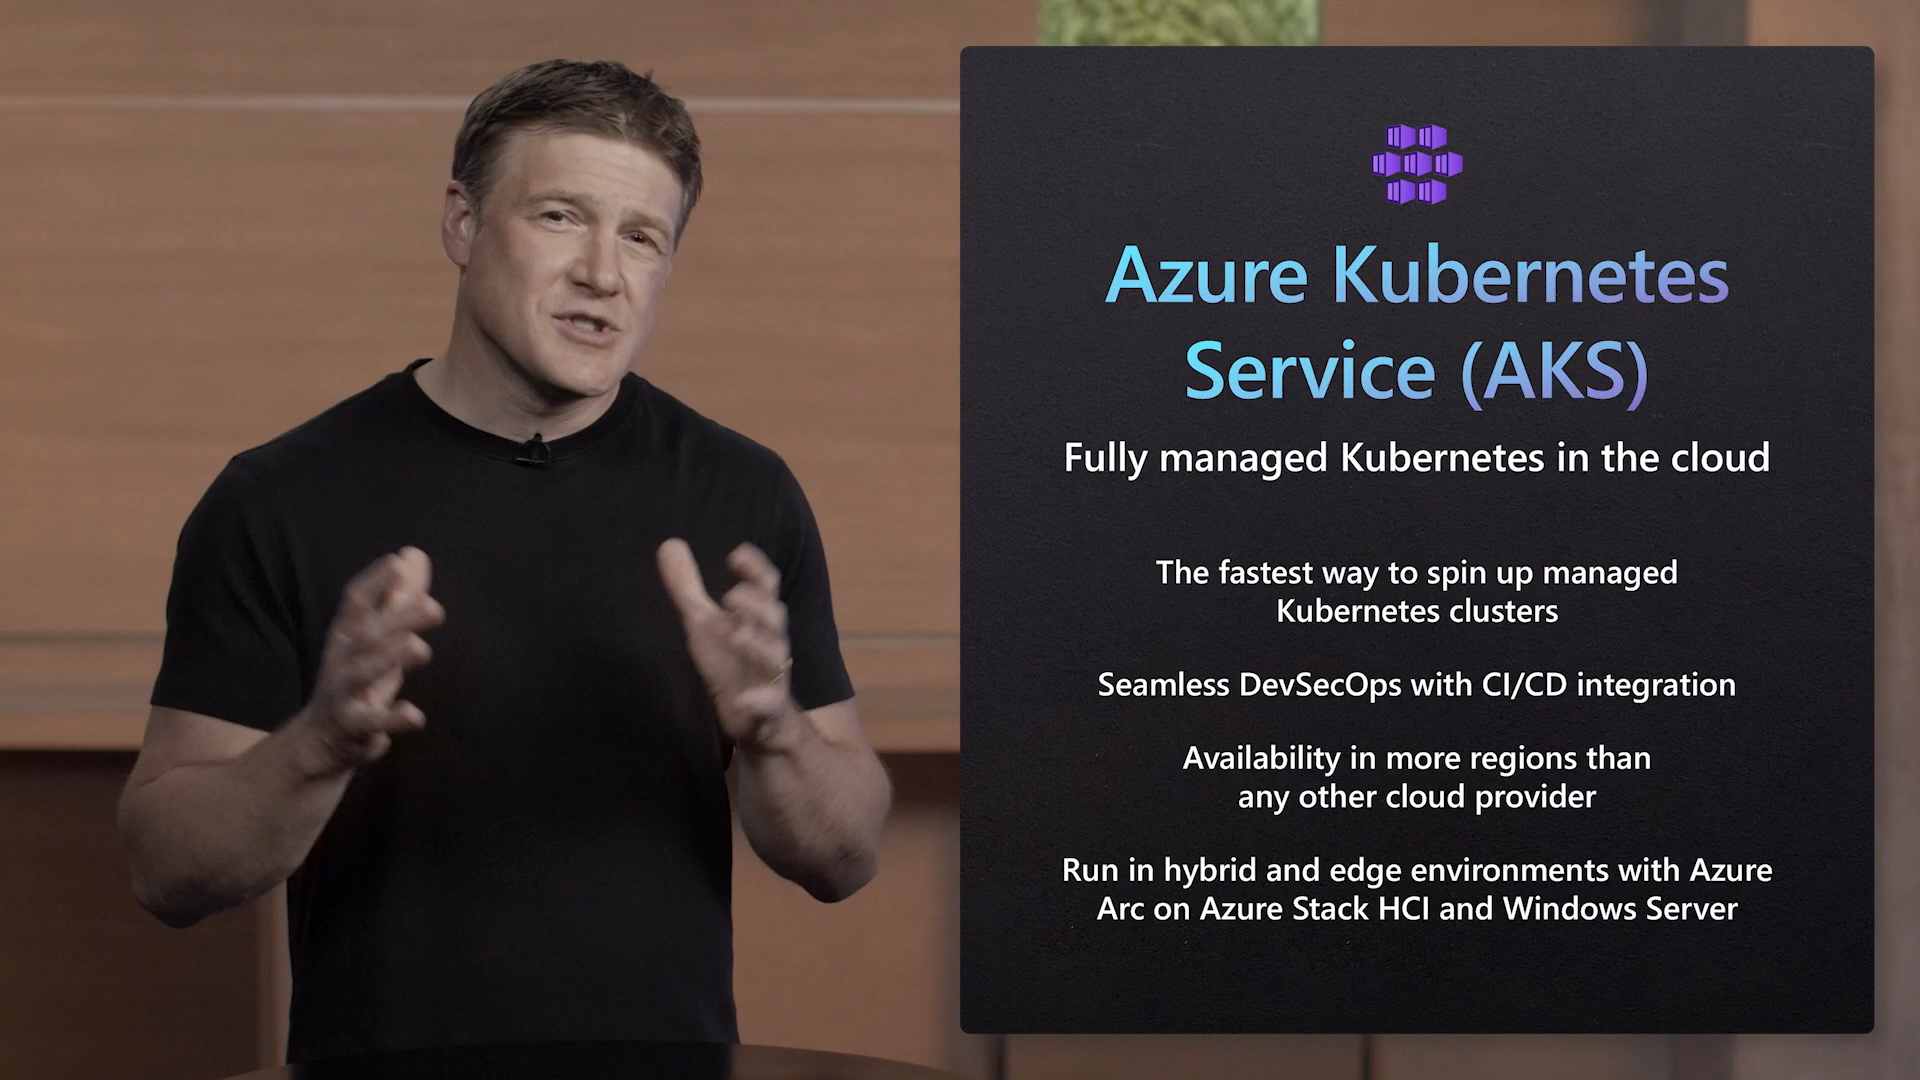 Azure Kubernetes
Service (AKS)
Fully managed Kubernetes in the cloud
The fastest way to spin up managed
Kubernetes clusters
Seamless DevSecOps with CI/CD integration
Availability in more regions than
any other cloud provider
Run in hybrid and edge environments with Azure
Arc on Azure Stack HCI and Windows Server